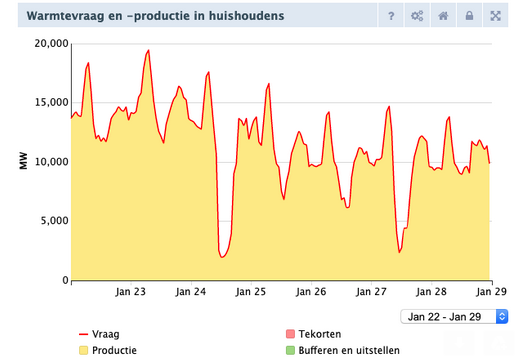 Warmtevraag en -productie in huishoudens
?
20,000
15,000
10,000
5,000
0
MW
Jan 23 Jan 24 Jan 25 Jan 26 Jan 27 Jan 28 Jan 29
Jan 22 - Jan 29
Vraag Tekorten
Productie Bufferen en uitstellen